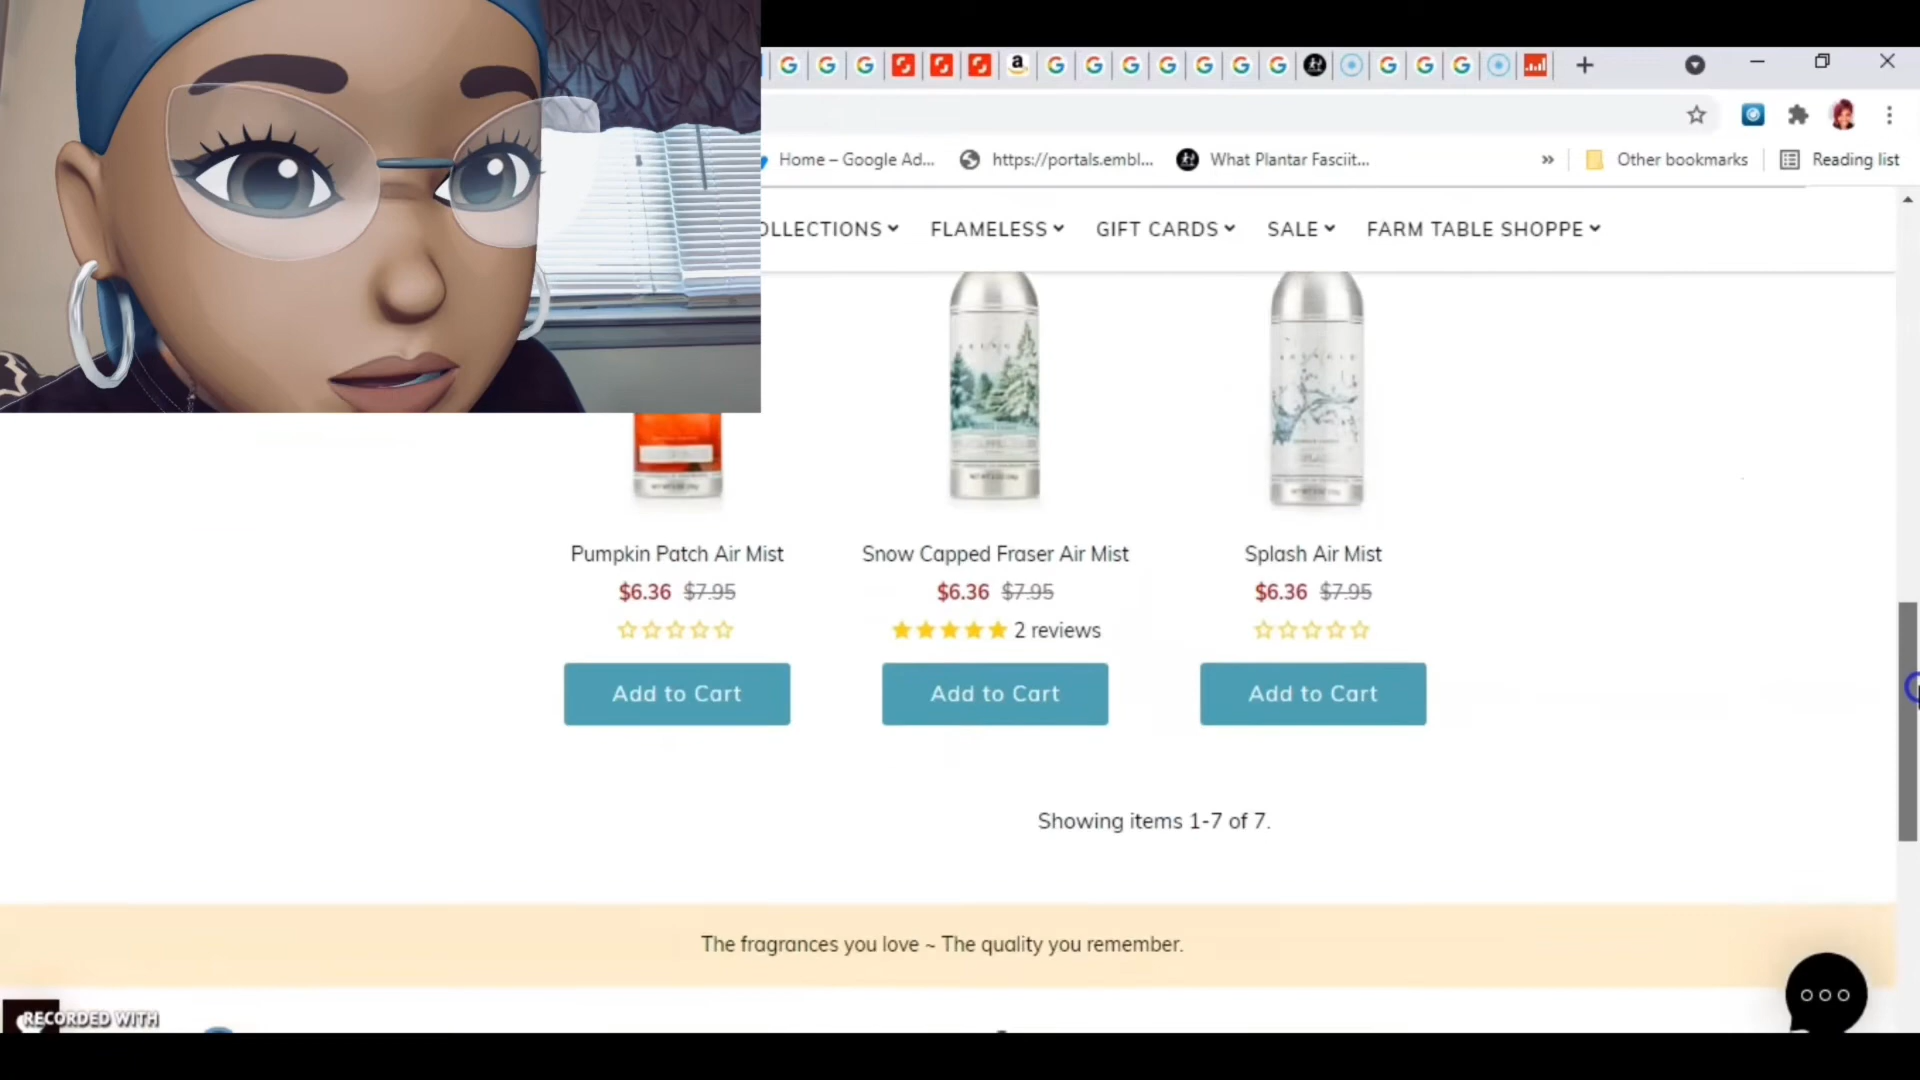 Home – Google Ad...
https://portals.embl...
What Plantar Fasciit...
»
Other bookmarks
Reading list
OLLECTIONS
FLAMELESS
GIFT CARDS
SALE
FARM TABLE SHOPPE
Pumpkin Patch Air Mist
Snow Capped Fraser Air Mist
Splash Air Mist
$6.36 $7.95
$6.36 $7.95
$6.36 $7.95
2 reviews
Add to Cart
Add to Cart
Add to Cart
Showing items 1-7 of 7.
The fragrances you love ~ The quality you remember.
RECORDED WITH